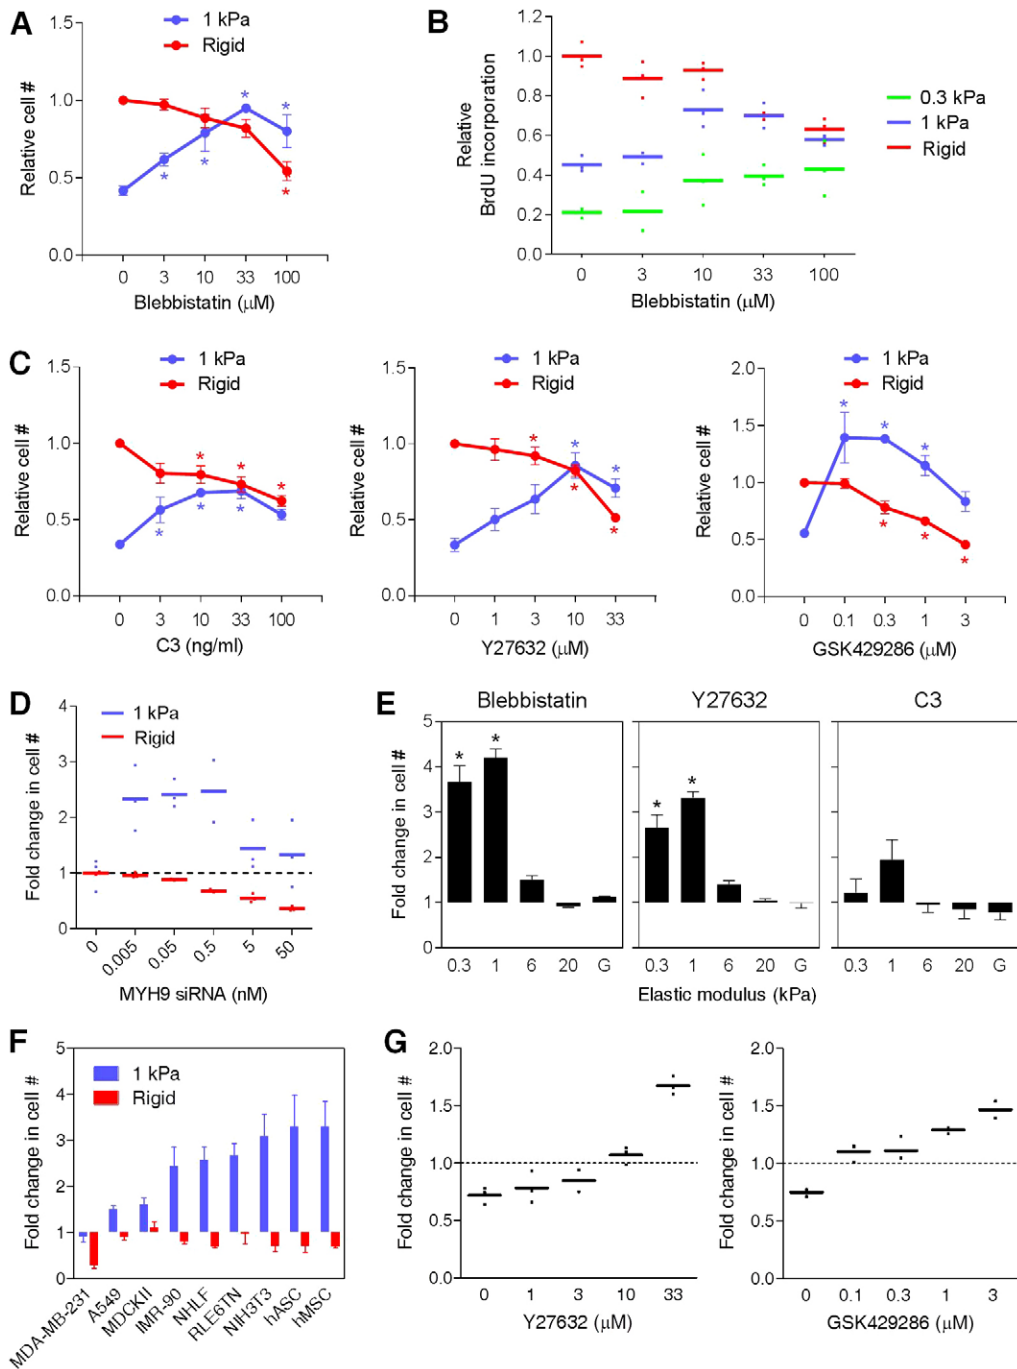 A
1 kPa
Rigid
1.5
1.0
0.5
0.0
Relative cell #
*
*
*
*
*
0 3 10 33 100
Blebbistatin (μM)
B
1.2
1.0
0.8
0.6
0.4
0.2
0.0
Relative
BrdU incorporation
0.3 kPa
1 kPa
Rigid
0 3 10 33 100
Blebbistatin (μM)
C
1 kPa
Rigid
1.5
1.0
0.5
0.0
Relative cell #
*
*
*
*
*
*
0 3 10 33 100
C3 (ng/ml)
1 kPa
Rigid
1.5
1.0
0.5
0.0
Relative cell #
*
*
*
*
*
0 1 3 10 33
Y27632 (μM)
1 kPa
Rigid
2.0
1.5
1.0
0.5
0.0
Relative cell #
*
*
*
*
*
*
0 0.1 0.3 1 3
GSK429286 (μM)
D
1 kPa
Rigid
4
3
2
1
0
Fold change in cell #
0 0.005 0.05 0.5 5 50
MYH9 siRNA (nM)
E
Blebbistatin Y27632 C3
5
4
3
2
1
0
Fold change in cell #
*
*
*
*
0.3 1 6 20 G 0.3 1 6 20 G 0.3 1 6 20 G
Elastic modulus (kPa)
F
1 kPa
Rigid
5
4
3
2
1
0
Fold change in cell #
MDA-MB-231 A549 MDCKII IMR-90 NHLF RLE6TN NIH3T3 hASC hMSC
G
2.0
1.5
1.0
0.5
0.0
Fold change in cell #
0 1 3 10 33
Y27632 (μM)
2.0
1.5
1.0
0.5
0.0
Fold change in cell #
0 0.1 0.3 1 3
GSK429286 (μM)